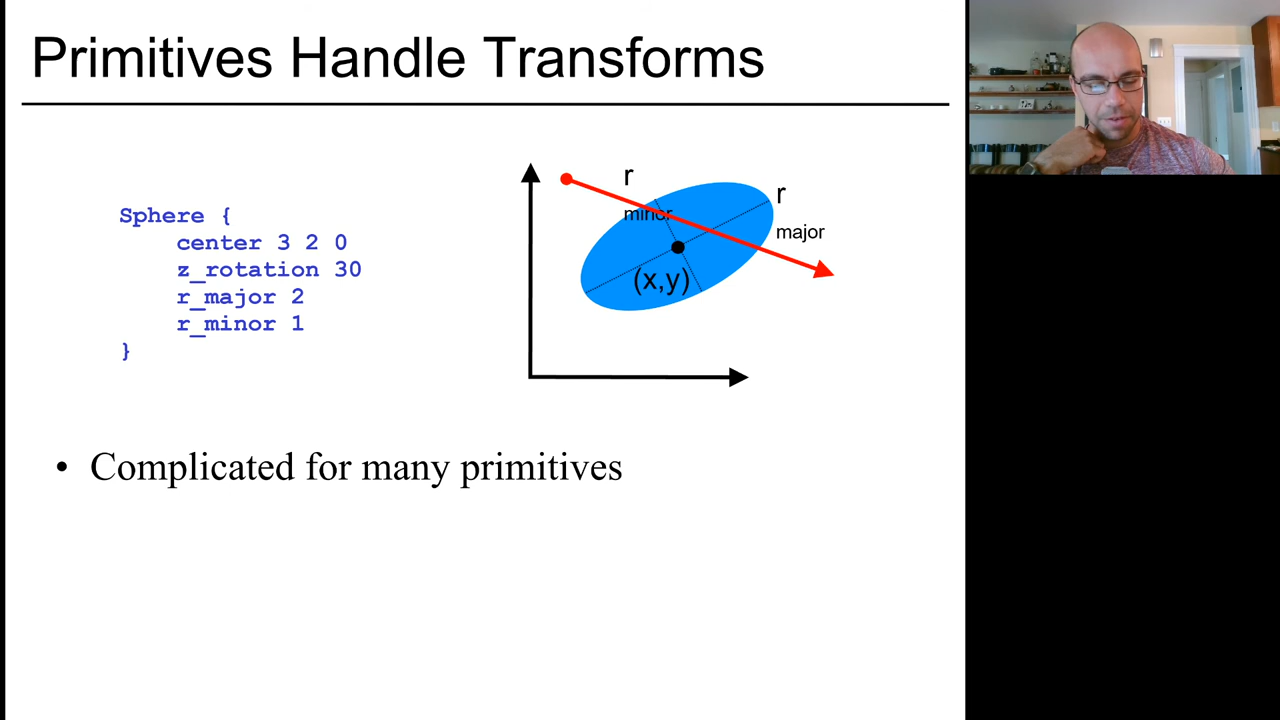 Primitives Handle Transforms
Sphere {
center 3 2 0
z_rotation 30
r_major 2
r_minor 1
}
r
minor
r
major
(x,y)
• Complicated for many primitives